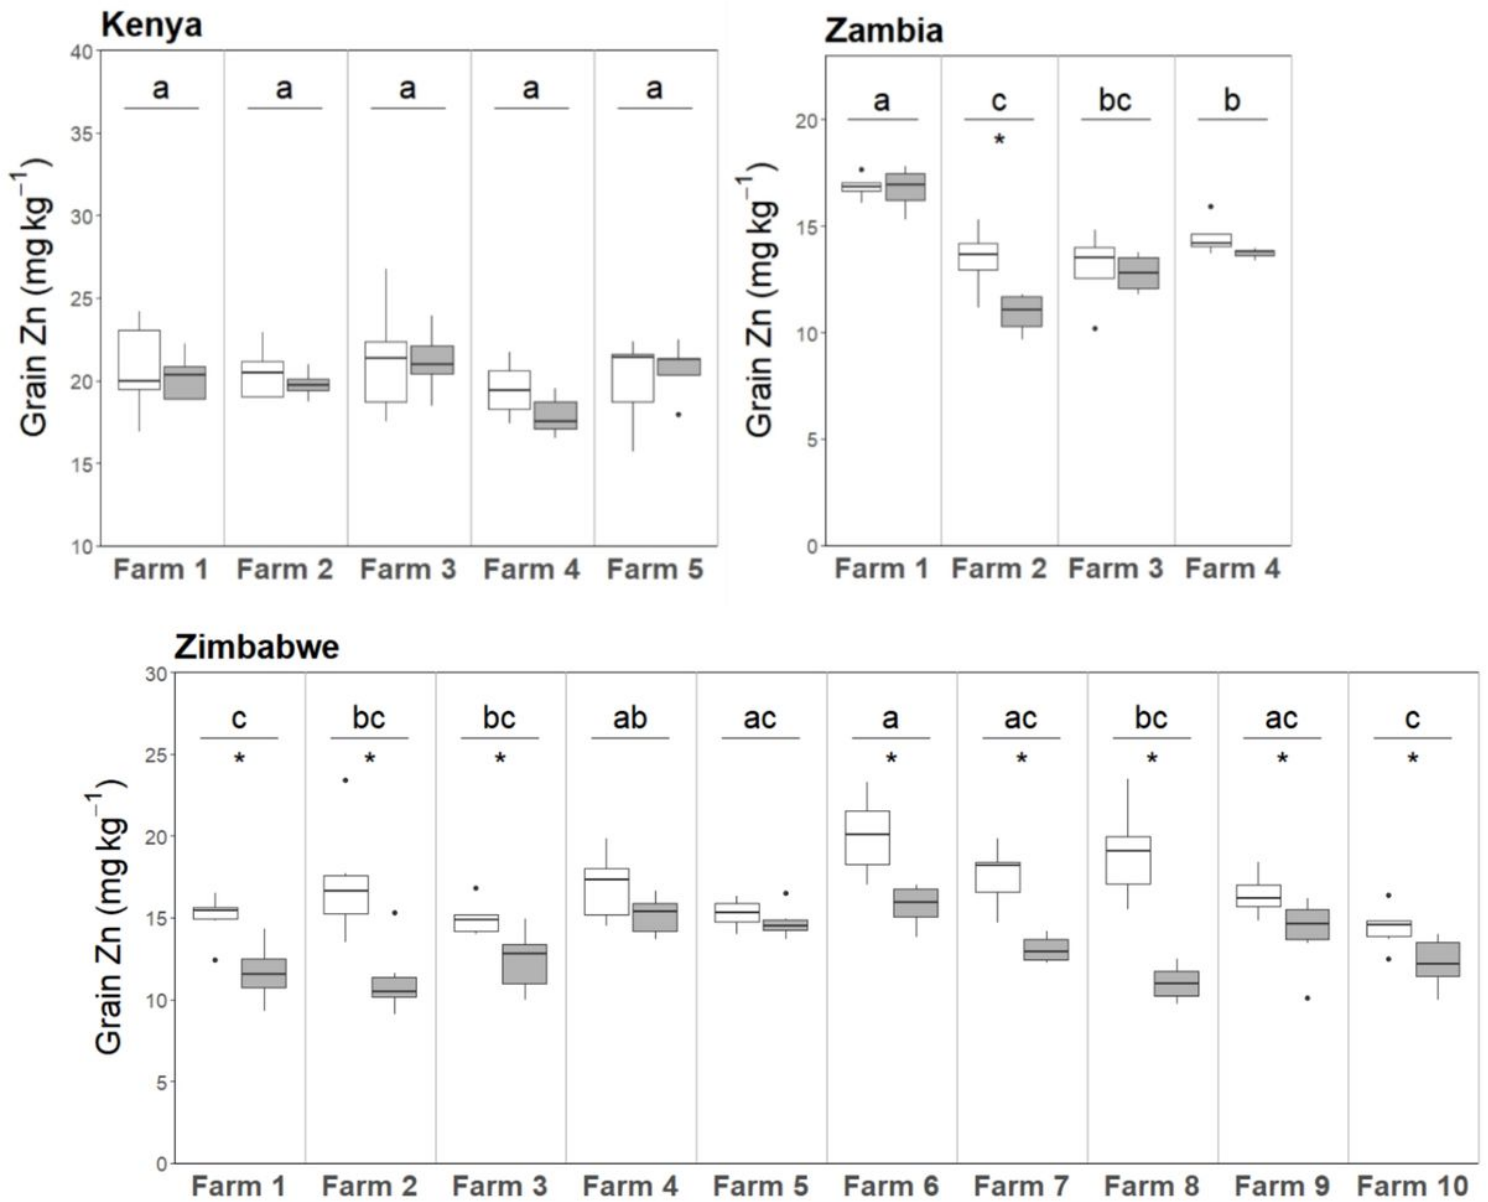 Kenya
Grain Zn (mg kg⁻¹)
40
35
30
25
20
15
10
a a a a a
Farm 1 Farm 2 Farm 3 Farm 4 Farm 5
Zambia
Grain Zn (mg kg⁻¹)
20
15
10
5
0
a c bc b
*
Farm 1 Farm 2 Farm 3 Farm 4
Zimbabwe
Grain Zn (mg kg⁻¹)
30
25
20
15
10
5
0
c bc bc ab ac a ac bc ac c
* * * * * * * *
Farm 1 Farm 2 Farm 3 Farm 4 Farm 5 Farm 6 Farm 7 Farm 8 Farm 9 Farm 10